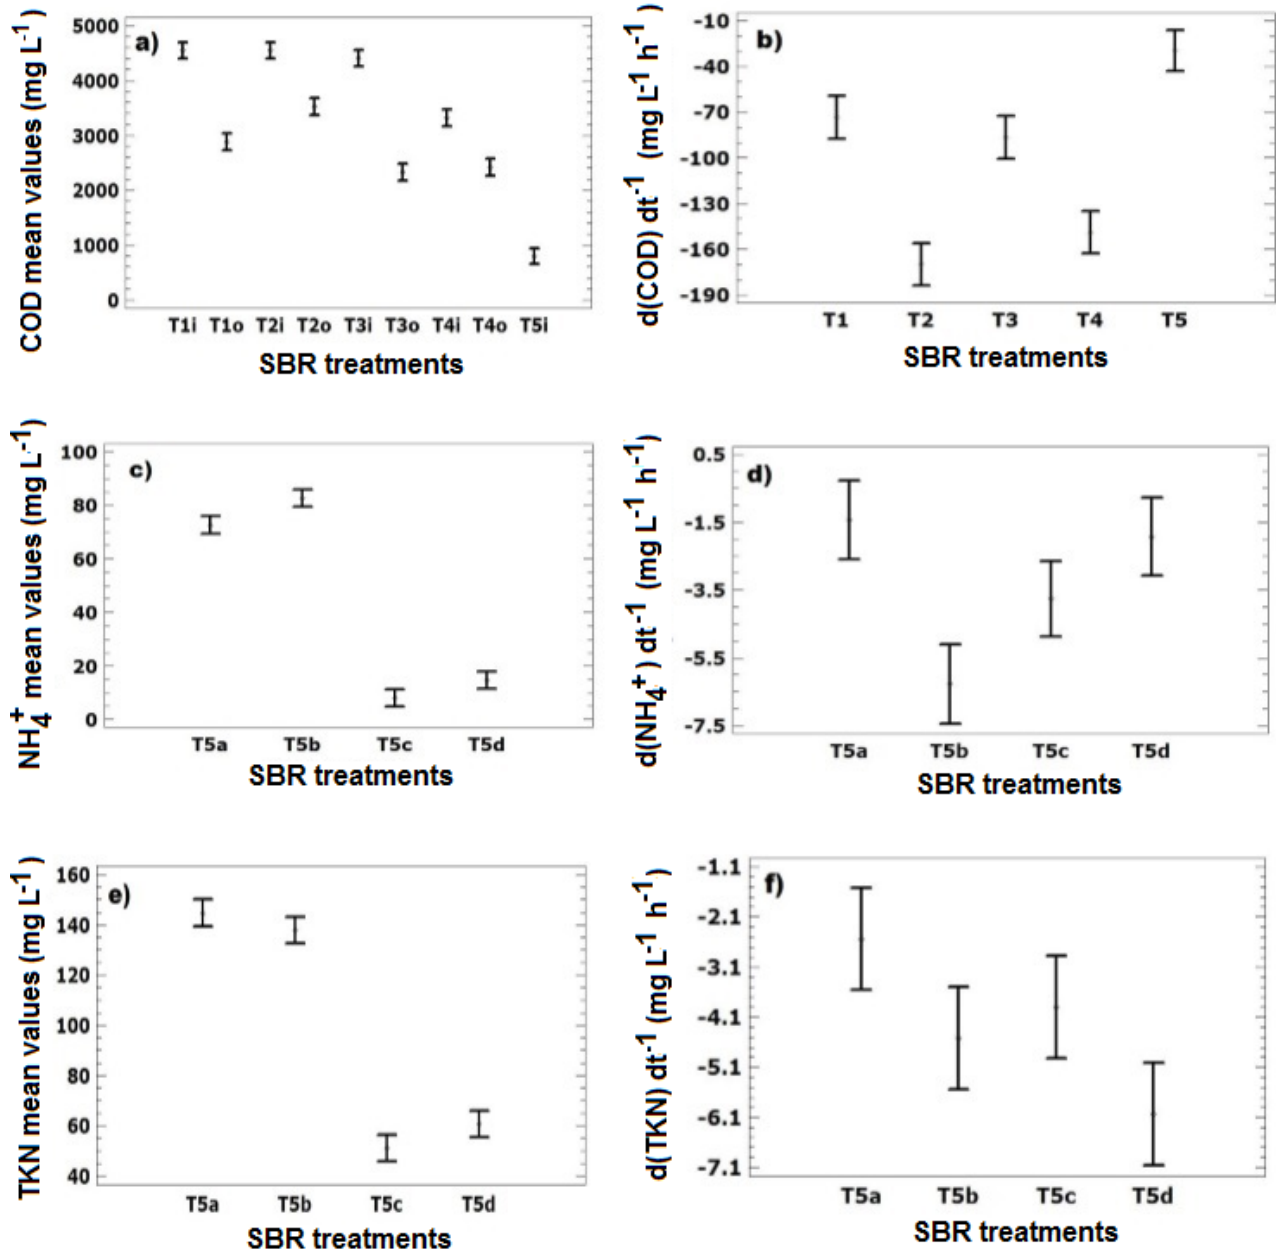 a)
COD mean values (mg L-1)
5000
4000
3000
2000
1000
0
T1i T1o T2i T2o T3i T3o T4i T4o T5i
SBR treatments
b)
d(COD) dt-1 (mg L-1 h-1)
-10
-40
-70
-100
-130
-160
-190
T1 T2 T3 T4 T5
SBR treatments
c)
NH4+ mean values (mg L-1)
100
80
60
40
20
0
T5a T5b T5c T5d
SBR treatments
d)
d(NH4+) dt-1 (mg L-1 h-1)
0.5
-1.5
-3.5
-5.5
-7.5
T5a T5b T5c T5d
SBR treatments
e)
TKN mean values (mg L-1)
160
140
120
100
80
60
40
T5a T5b T5c T5d
SBR treatments
f)
d(TKN) dt-1 (mg L-1 h-1)
-1.1
-2.1
-3.1
-4.1
-5.1
-6.1
-7.1
T5a T5b T5c T5d
SBR treatments